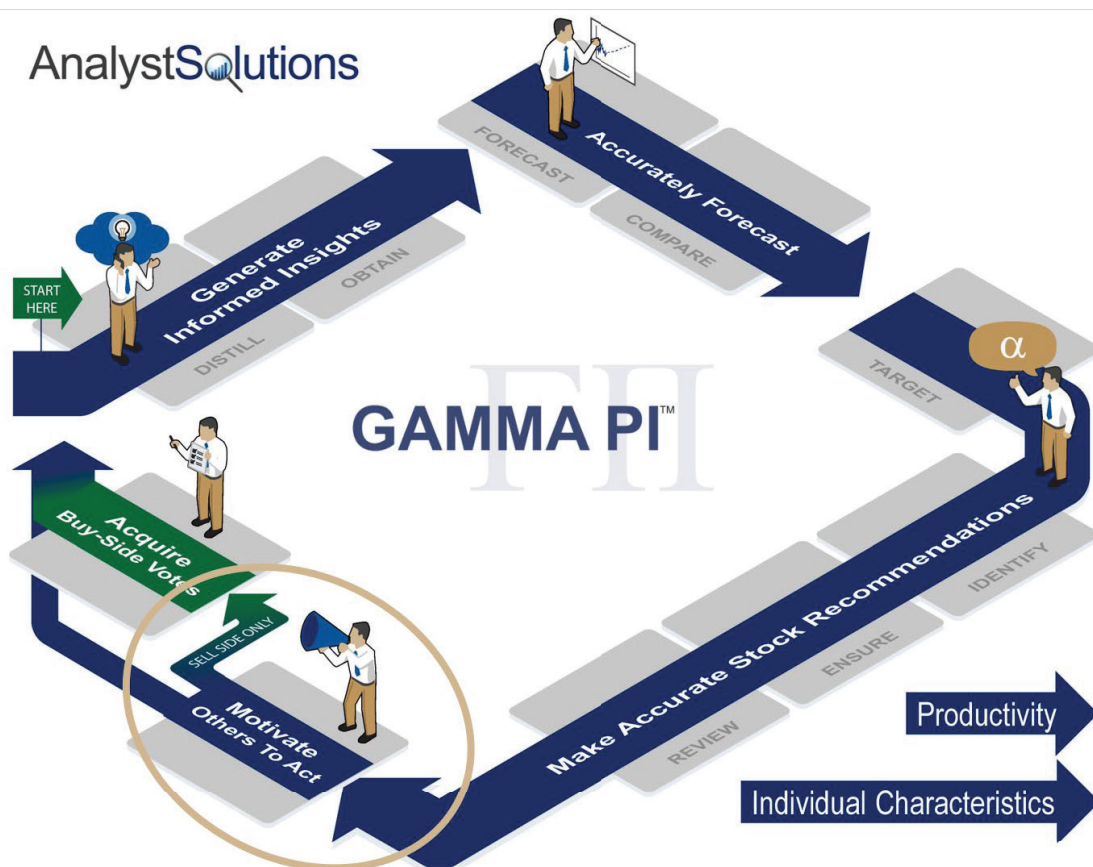 AnalystSolutions
START
HERE
Generate
Informed Insights
DISTILL
OBTAIN
Accurately Forecast
FORECAST
COMPARE
α
TARGET
IDENTIFY
ENSURE
REVIEW
Make Accurate Stock Recommendations
ΓΠ
GAMMA PI™
Motivate
Others To Act
SELL SIDE ONLY
Acquire
Buy-Side Votes
Productivity
Individual Characteristics